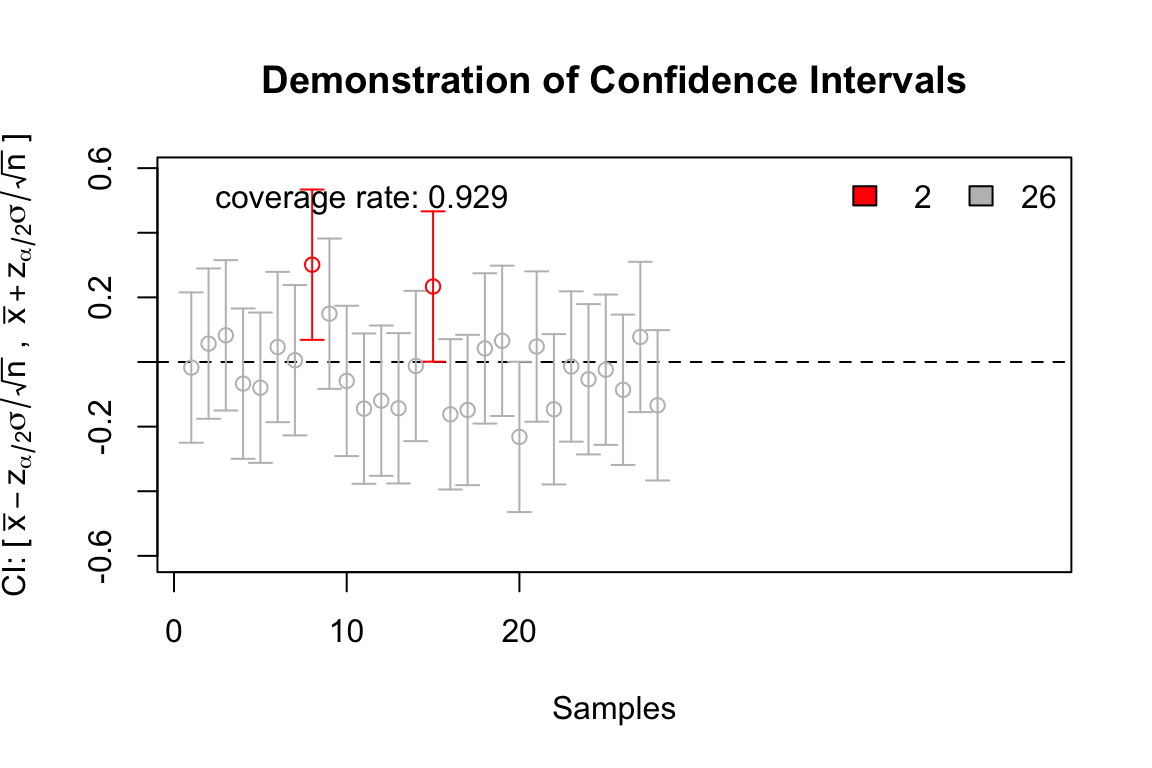 Demonstration of Confidence Intervals
CI: [ x̅ − zα/2σ/√n , x̅ + zα/2σ/√n ]
0.6
0.2
-0.2
-0.6
coverage rate: 0.929
2 26
0 10 20
Samples